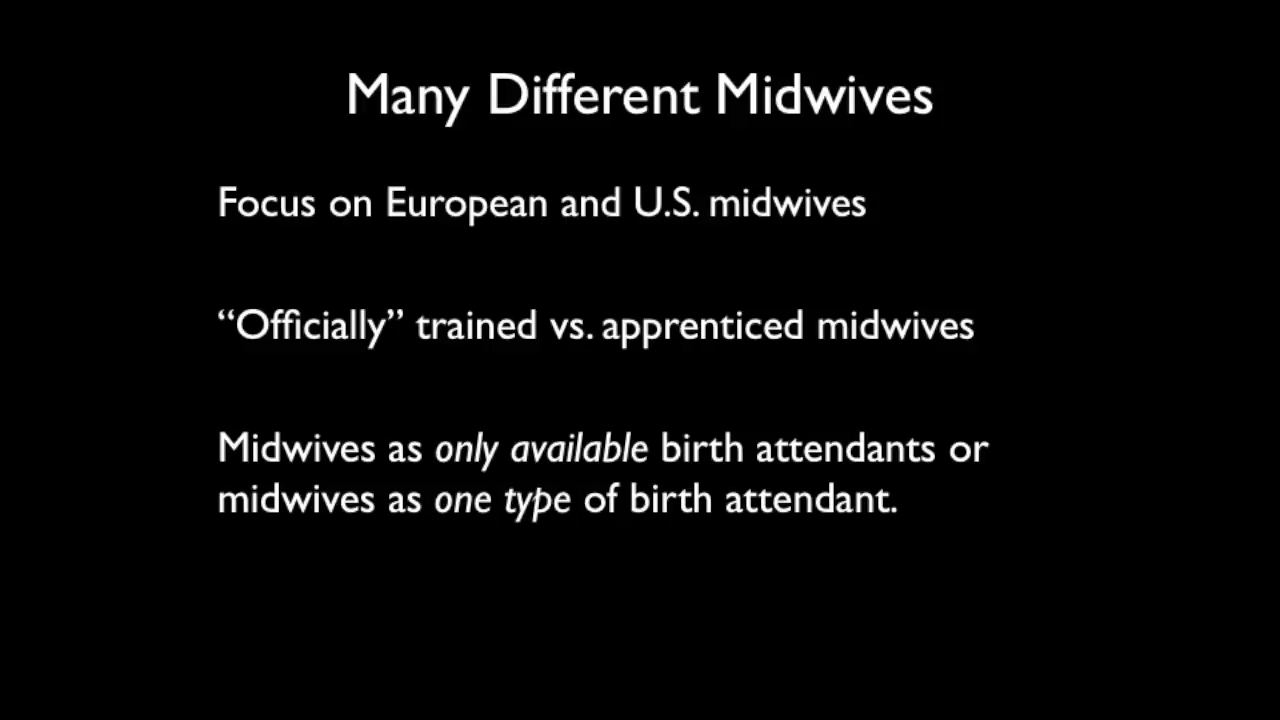 Many Different Midwives
Focus on European and U.S. midwives
“Officially” trained vs. apprenticed midwives
Midwives as only available birth attendants or
midwives as one type of birth attendant.